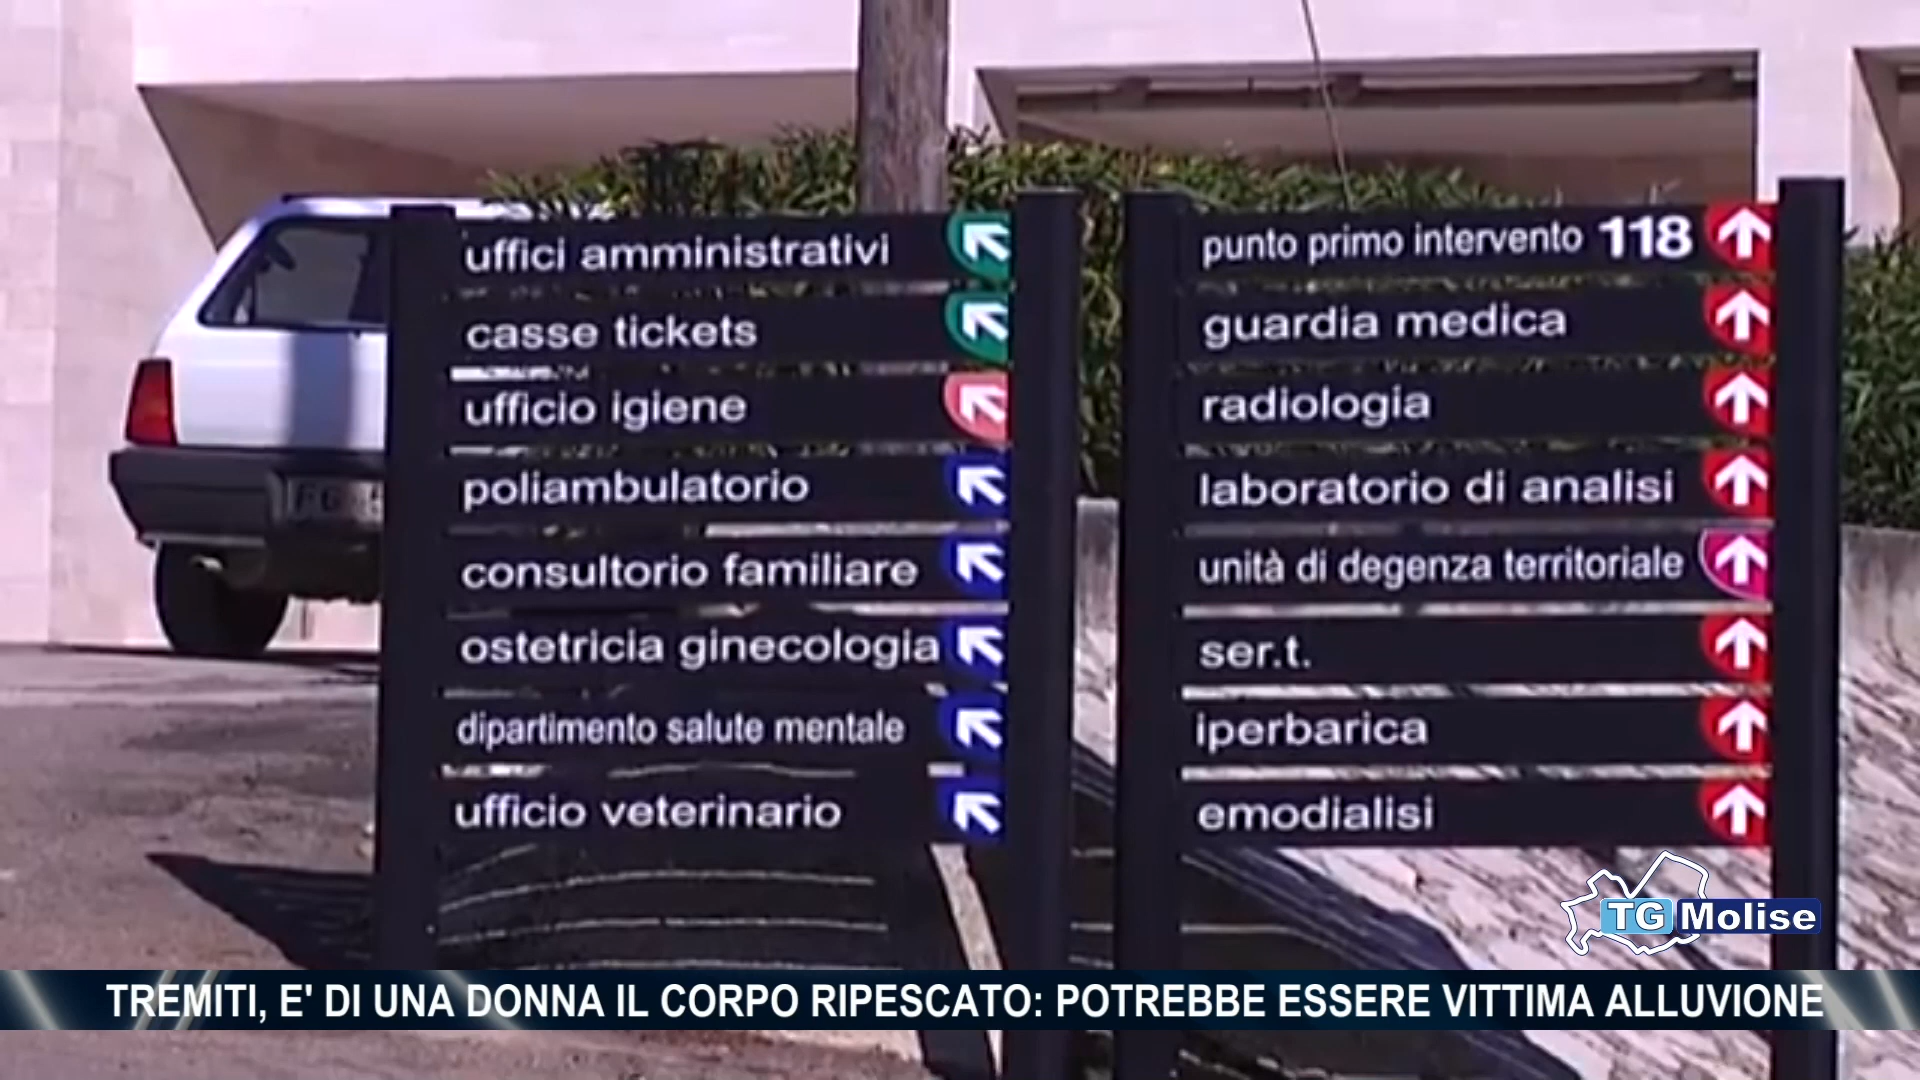 uffici amministrativi
casse tickets
ufficio igiene
poliambulatorio
consultorio familiare
ostetricia ginecologia
dipartimento salute mentale
ufficio veterinario
punto primo intervento 118
guardia medica
radiologia
laboratorio di analisi
unità di degenza territoriale
ser.t.
iperbarica
emodialisi
TG Molise
TREMITI, E' DI UNA DONNA IL CORPO RIPESCATO: POTREBBE ESSERE VITTIMA ALLUVIONE